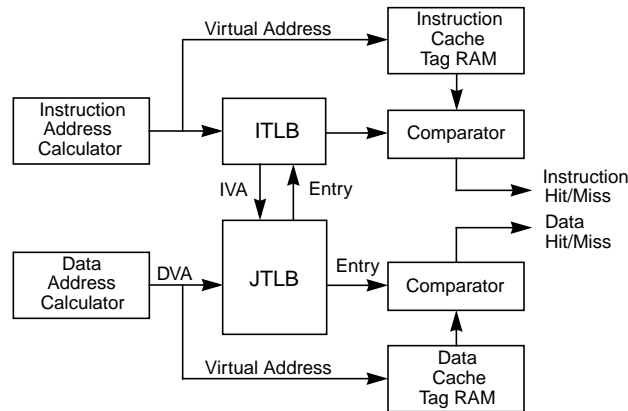 Virtual Address
Instruction
Cache
Tag RAM
Instruction
Address
Calculator
ITLB
Comparator
IVA
Entry
Instruction
Hit/Miss
Data
Hit/Miss
Data
Address
Calculator
DVA
JTLB
Entry
Comparator
Virtual Address
Data
Cache
Tag RAM